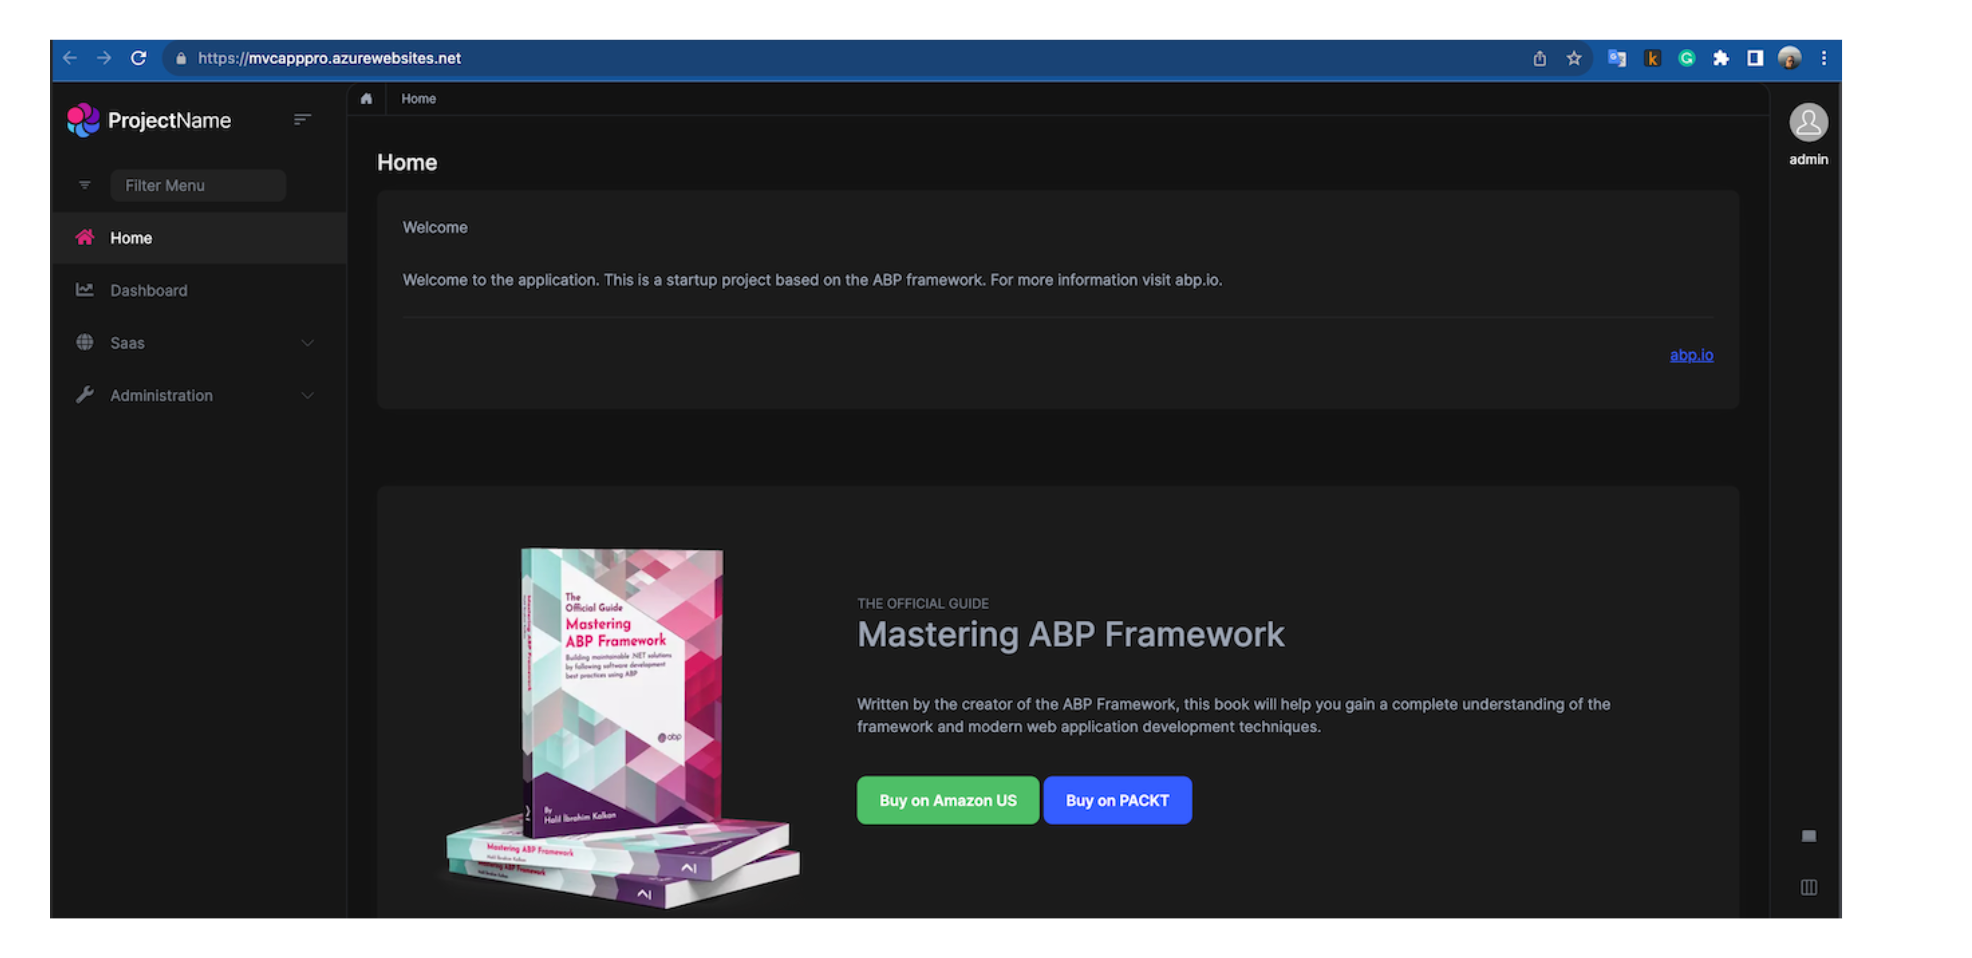 https://mvcapppro.azurewebsites.net
ProjectName
Home
admin
Filter Menu
Home
Home
Dashboard
Saas
Administration
Welcome
Welcome to the application. This is a startup project based on the ABP framework. For more information visit abp.io.
abp.io
The
Official Guide
Mastering
ABP Framework
Building maintainable .NET solutions
by following software development
best practices using ABP
abp
By
Halil İbrahim Kalkan
Mastering ABP Framework
THE OFFICIAL GUIDE
Mastering ABP Framework
Written by the creator of the ABP Framework, this book will help you gain a complete understanding of the
framework and modern web application development techniques.
Buy on Amazon US
Buy on PACKT